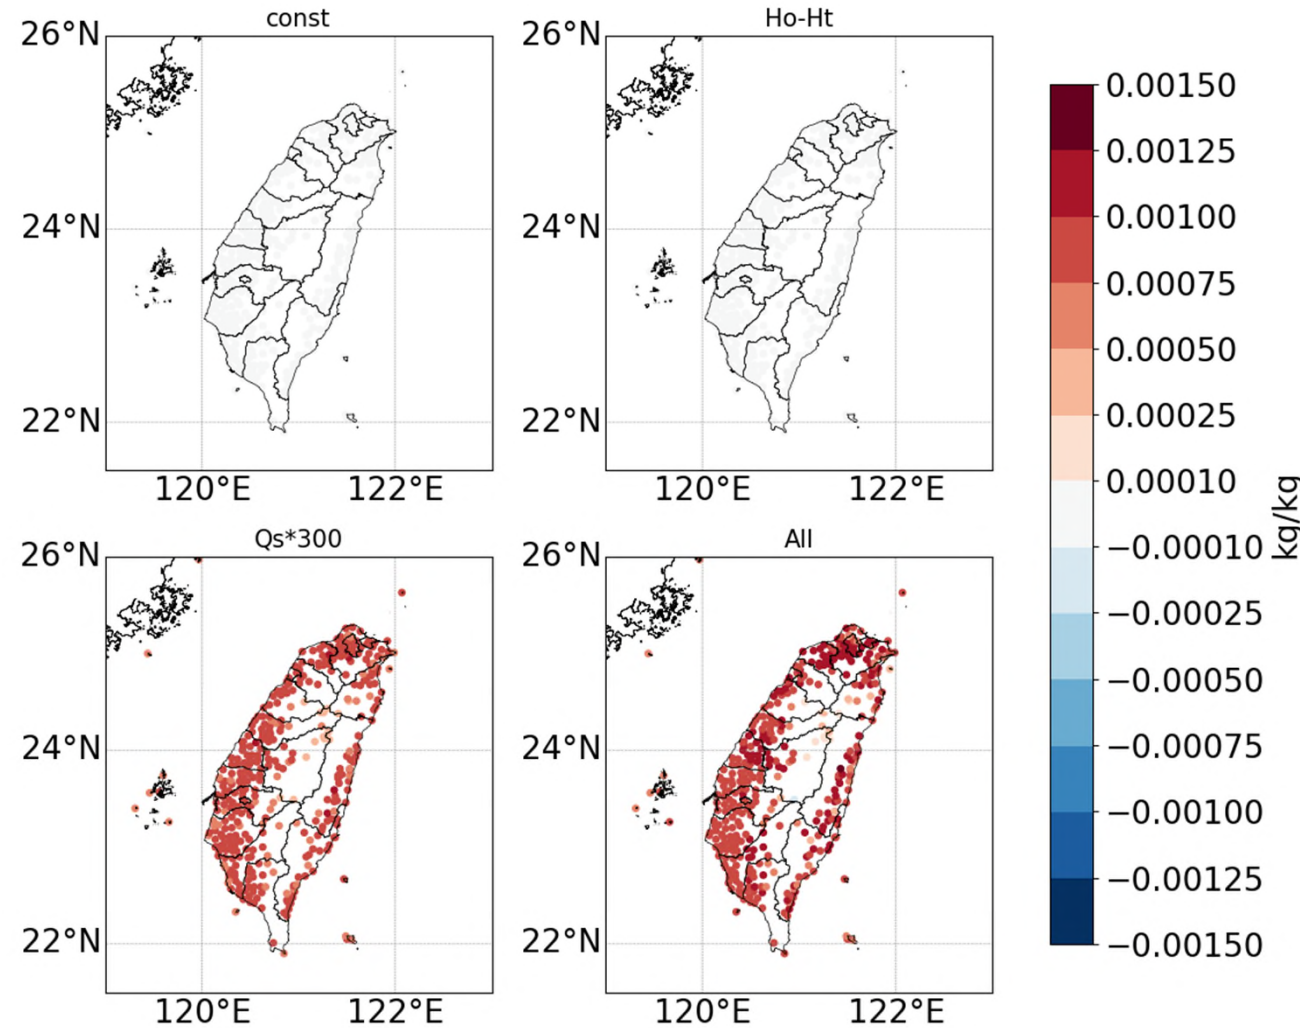 const
Ho-Ht
26°N
24°N
22°N
120°E
122°E
26°N
24°N
22°N
120°E
122°E
Qs*300
All
26°N
24°N
22°N
120°E
122°E
26°N
24°N
22°N
120°E
122°E
0.00150
0.00125
0.00100
0.00075
0.00050
0.00025
0.00010
−0.00010
−0.00025
−0.00050
−0.00075
−0.00100
−0.00125
−0.00150
kg/kg